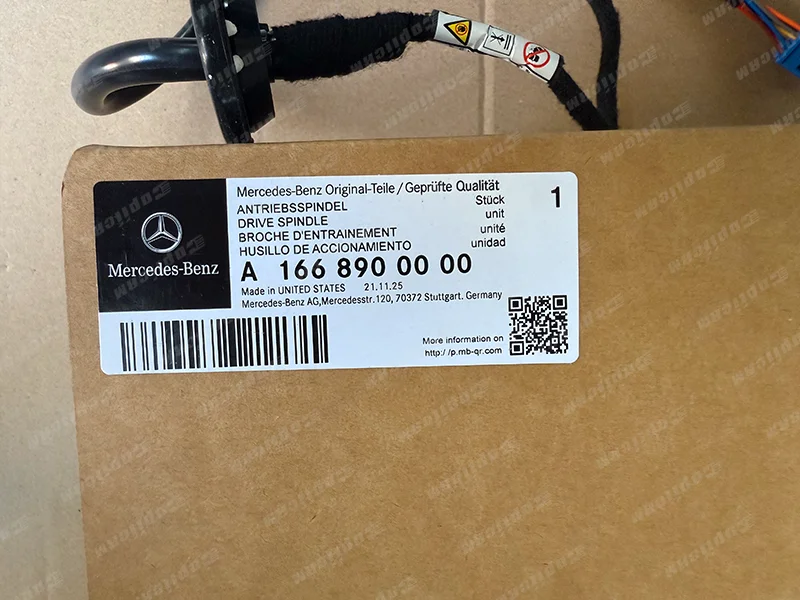 Mercedes-Benz
Mercedes-Benz Original-Teile / Geprüfte Qualität
ANTRIEBSSPINDEL Stück 1
DRIVE SPINDLE unit
BROCHE D'ENTRAINEMENT unité
HUSILLO DE ACCIONAMIENTO unidad
A 166 890 00 00
Made in UNITED STATES 21.11.25
Mercedes-Benz AG,Mercedesstr.120, 70372 Stuttgart. Germany
More information on
http: /p.mb-qr.com